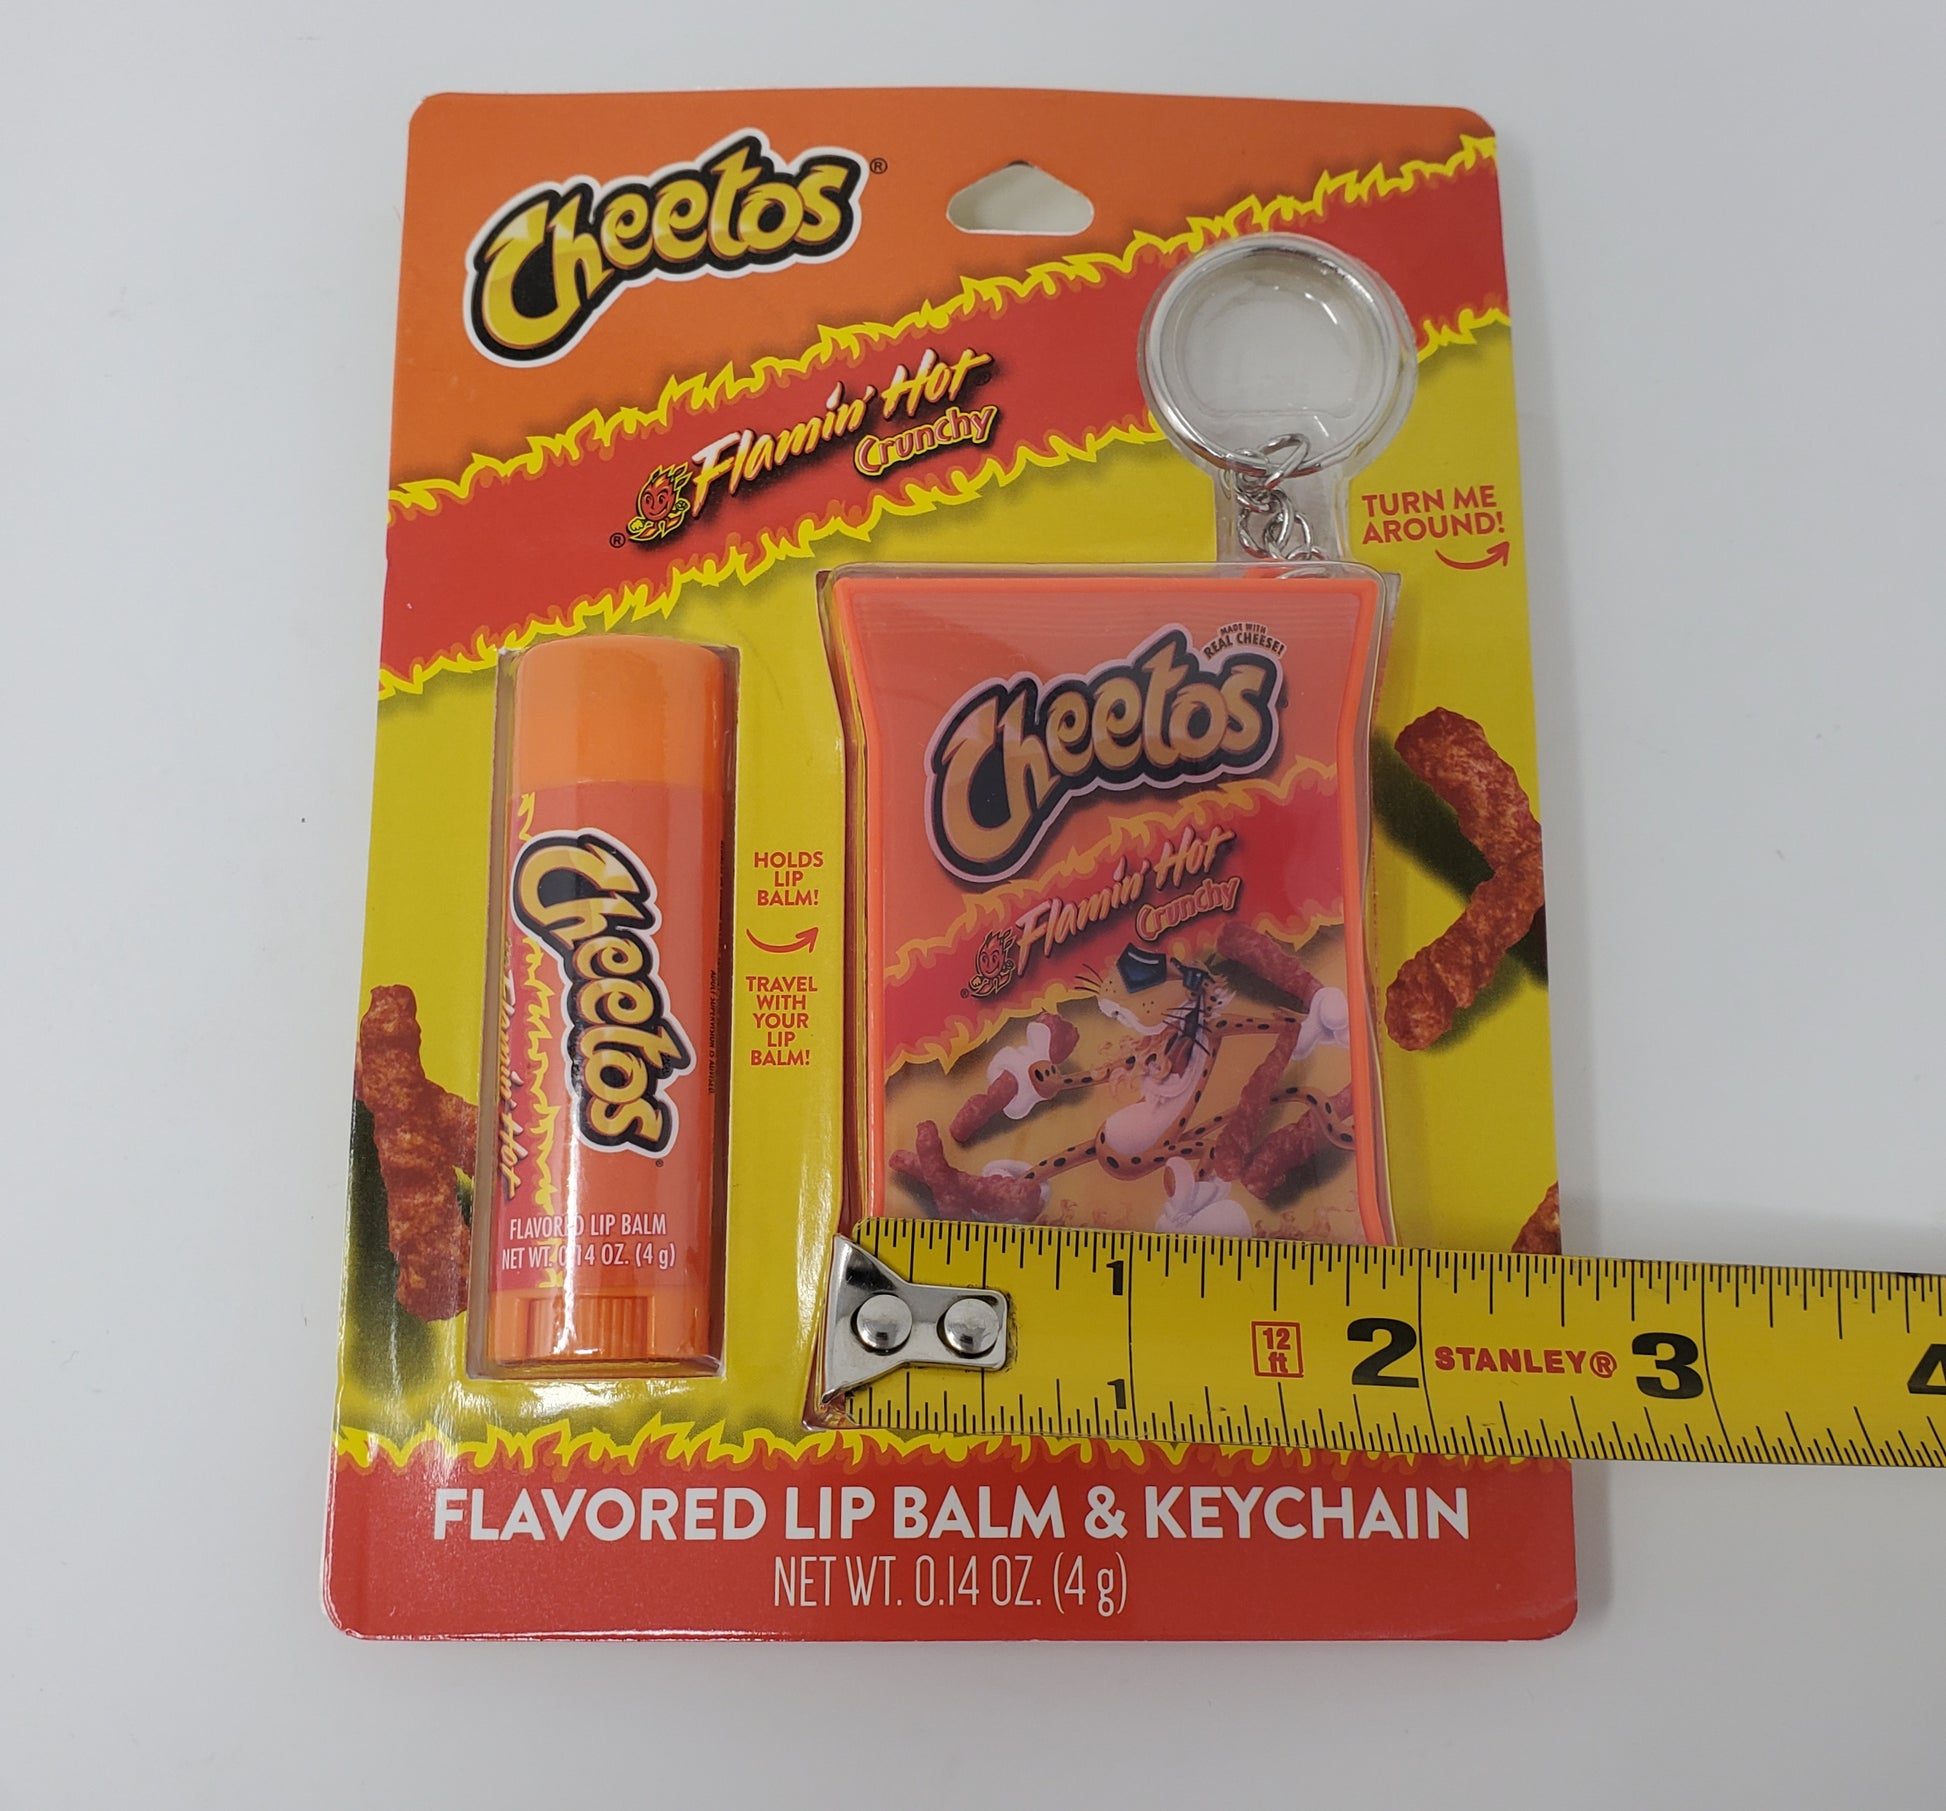 Cheetos®
Flamin' Hot
Crunchy
®
TURN ME
AROUND!
MADE WITH
REAL CHEESE!
Cheetos
Flamin' Hot
Crunchy
®
HOLDS
LIP
BALM!
TRAVEL
WITH
YOUR
LIP
BALM!
Cheetos
Flamin' Hot
FLAVORED LIP BALM
NET WT. 0.14 OZ. (4 g)
1
1
12
ft
2
STANLEY®
3
4
FLAVORED LIP BALM & KEYCHAIN
NET WT. 0.14 OZ. (4 g)